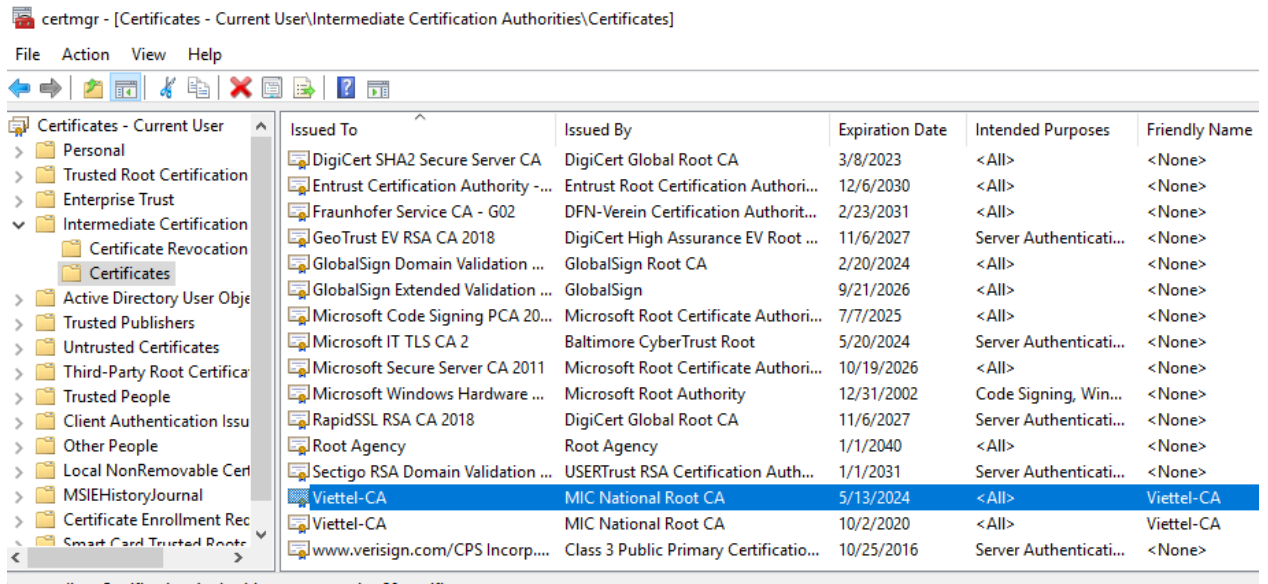 certmgr - [Certificates - Current User\Intermediate Certification Authorities\Certificates]
File Action View Help
Certificates - Current User
Personal
Trusted Root Certification
Enterprise Trust
Intermediate Certification
Certificate Revocation
Certificates
Active Directory User Obje
Trusted Publishers
Untrusted Certificates
Third-Party Root Certifica
Trusted People
Client Authentication Issu
Other People
Local NonRemovable Cert
MSIEHistoryJournal
Certificate Enrollment Rec
Smart Card Trusted Roots
Issued To Issued By Expiration Date Intended Purposes Friendly Name
DigiCert SHA2 Secure Server CA DigiCert Global Root CA 3/8/2023 <All> <None>
Entrust Certification Authority -... Entrust Root Certification Authori... 12/6/2030 <All> <None>
Fraunhofer Service CA - G02 DFN-Verein Certification Authorit... 2/23/2031 <All> <None>
GeoTrust EV RSA CA 2018 DigiCert High Assurance EV Root ... 11/6/2027 Server Authenticati... <None>
GlobalSign Domain Validation ... GlobalSign Root CA 2/20/2024 <All> <None>
GlobalSign Extended Validation ... GlobalSign 9/21/2026 <All> <None>
Microsoft Code Signing PCA 20... Microsoft Root Certificate Authori... 7/7/2025 <All> <None>
Microsoft IT TLS CA 2 Baltimore CyberTrust Root 5/20/2024 Server Authenticati... <None>
Microsoft Secure Server CA 2011 Microsoft Root Certificate Authori... 10/19/2026 <All> <None>
Microsoft Windows Hardware ... Microsoft Root Authority 12/31/2002 Code Signing, Win... <None>
RapidSSL RSA CA 2018 DigiCert Global Root CA 11/6/2027 Server Authenticati... <None>
Root Agency Root Agency 1/1/2040 <All> <None>
Sectigo RSA Domain Validation ... USERTrust RSA Certification Auth... 1/1/2031 Server Authenticati... <None>
Viettel-CA MIC National Root CA 5/13/2024 <All> Viettel-CA
Viettel-CA MIC National Root CA 10/2/2020 <All> Viettel-CA
www.verisign.com/CPS Incorp.... Class 3 Public Primary Certificatio... 10/25/2016 Server Authenticati... <None>